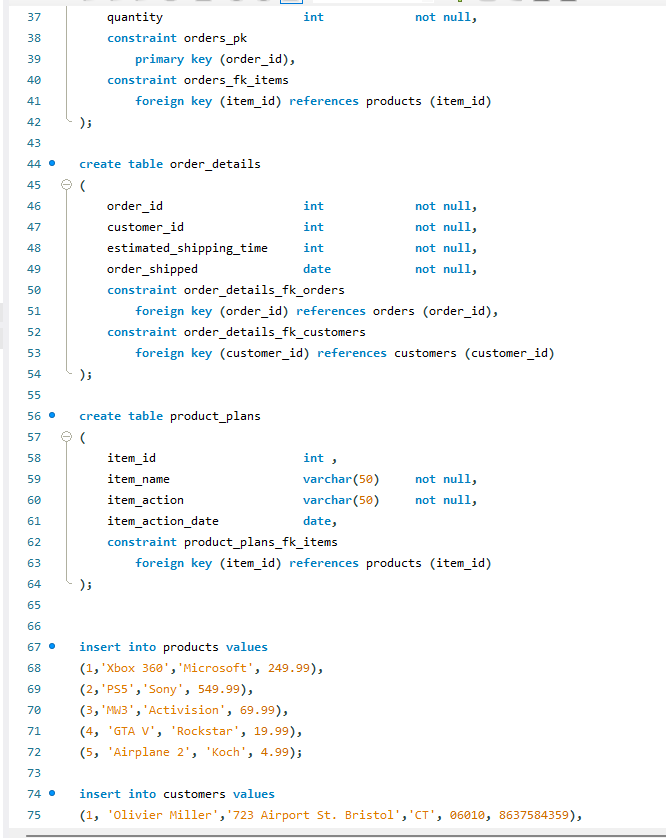 37 quantity int not null,
38 constraint orders_pk
39 primary key (order_id),
40 constraint orders_fk_items
41 foreign key (item_id) references products (item_id)
42 );
43
44 create table order_details
45 (
46 order_id int not null,
47 customer_id int not null,
48 estimated_shipping_time int not null,
49 order_shipped date not null,
50 constraint order_details_fk_orders
51 foreign key (order_id) references orders (order_id),
52 constraint order_details_fk_customers
53 foreign key (customer_id) references customers (customer_id)
54 );
55
56 create table product_plans
57 (
58 item_id int ,
59 item_name varchar(50) not null,
60 item_action varchar(50) not null,
61 item_action_date date,
62 constraint product_plans_fk_items
63 foreign key (item_id) references products (item_id)
64 );
65
66
67 insert into products values
68 (1,'Xbox 360','Microsoft', 249.99),
69 (2,'PS5','Sony', 549.99),
70 (3,'MW3','Activision', 69.99),
71 (4, 'GTA V', 'Rockstar', 19.99),
72 (5, 'Airplane 2', 'Koch', 4.99);
73
74 insert into customers values
75 (1, 'Olivier Miller','723 Airport St. Bristol','CT', 06010, 8637584359),